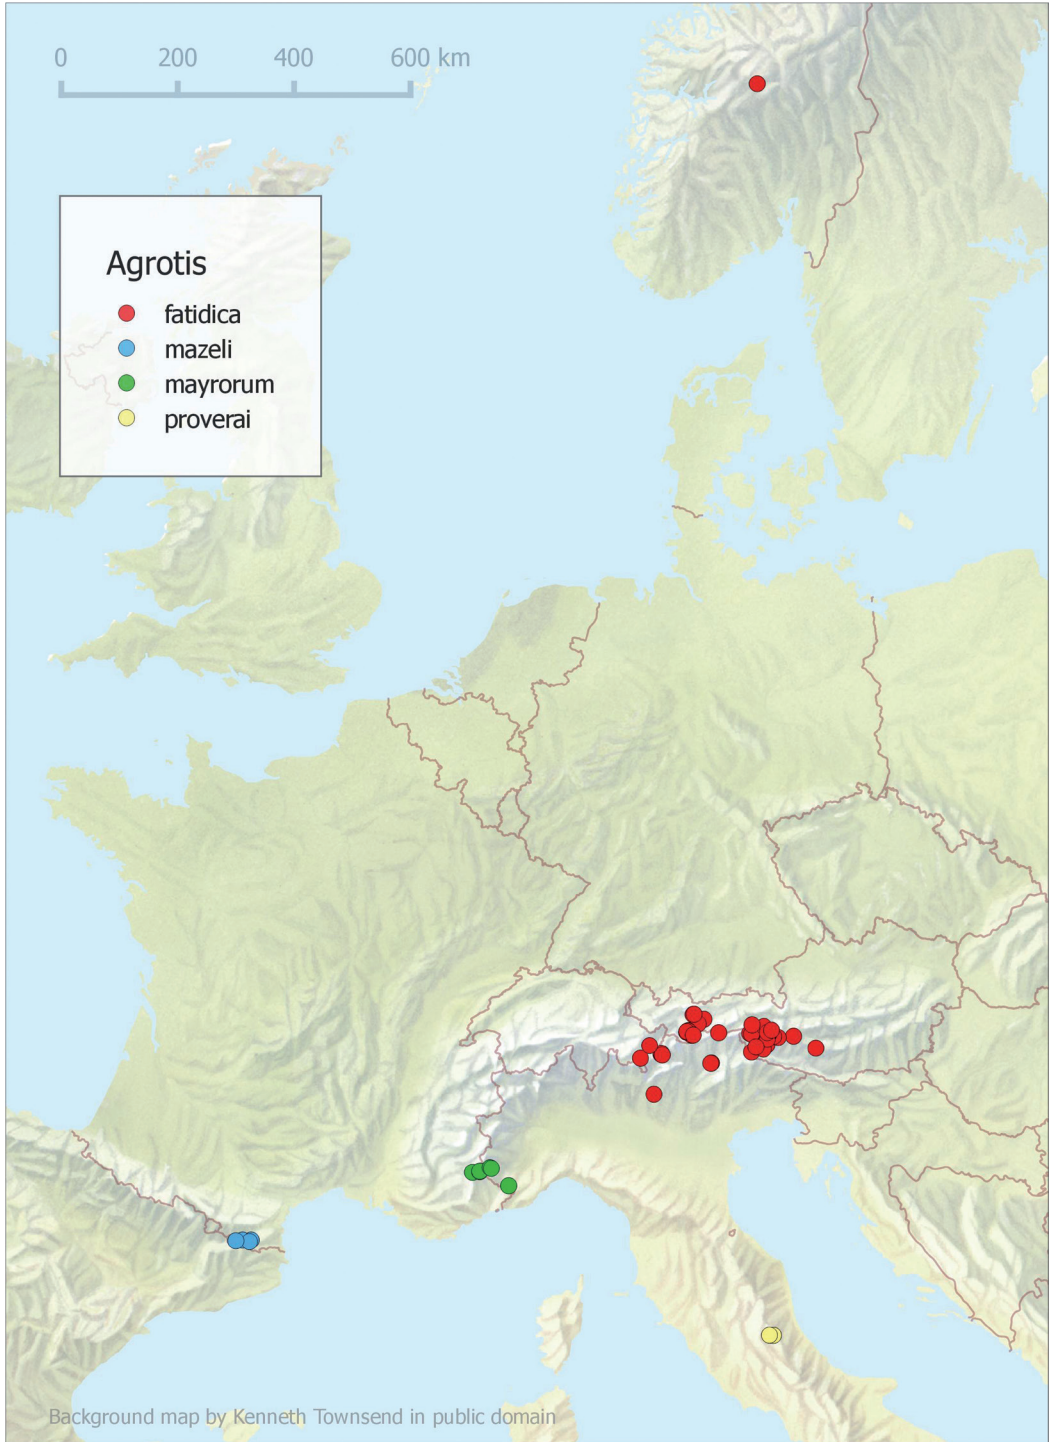 0 200 400 600 km
Agrotis
fatidica
mazeli
mayrorum
proverai
Background map by Kenneth Townsend in public domain